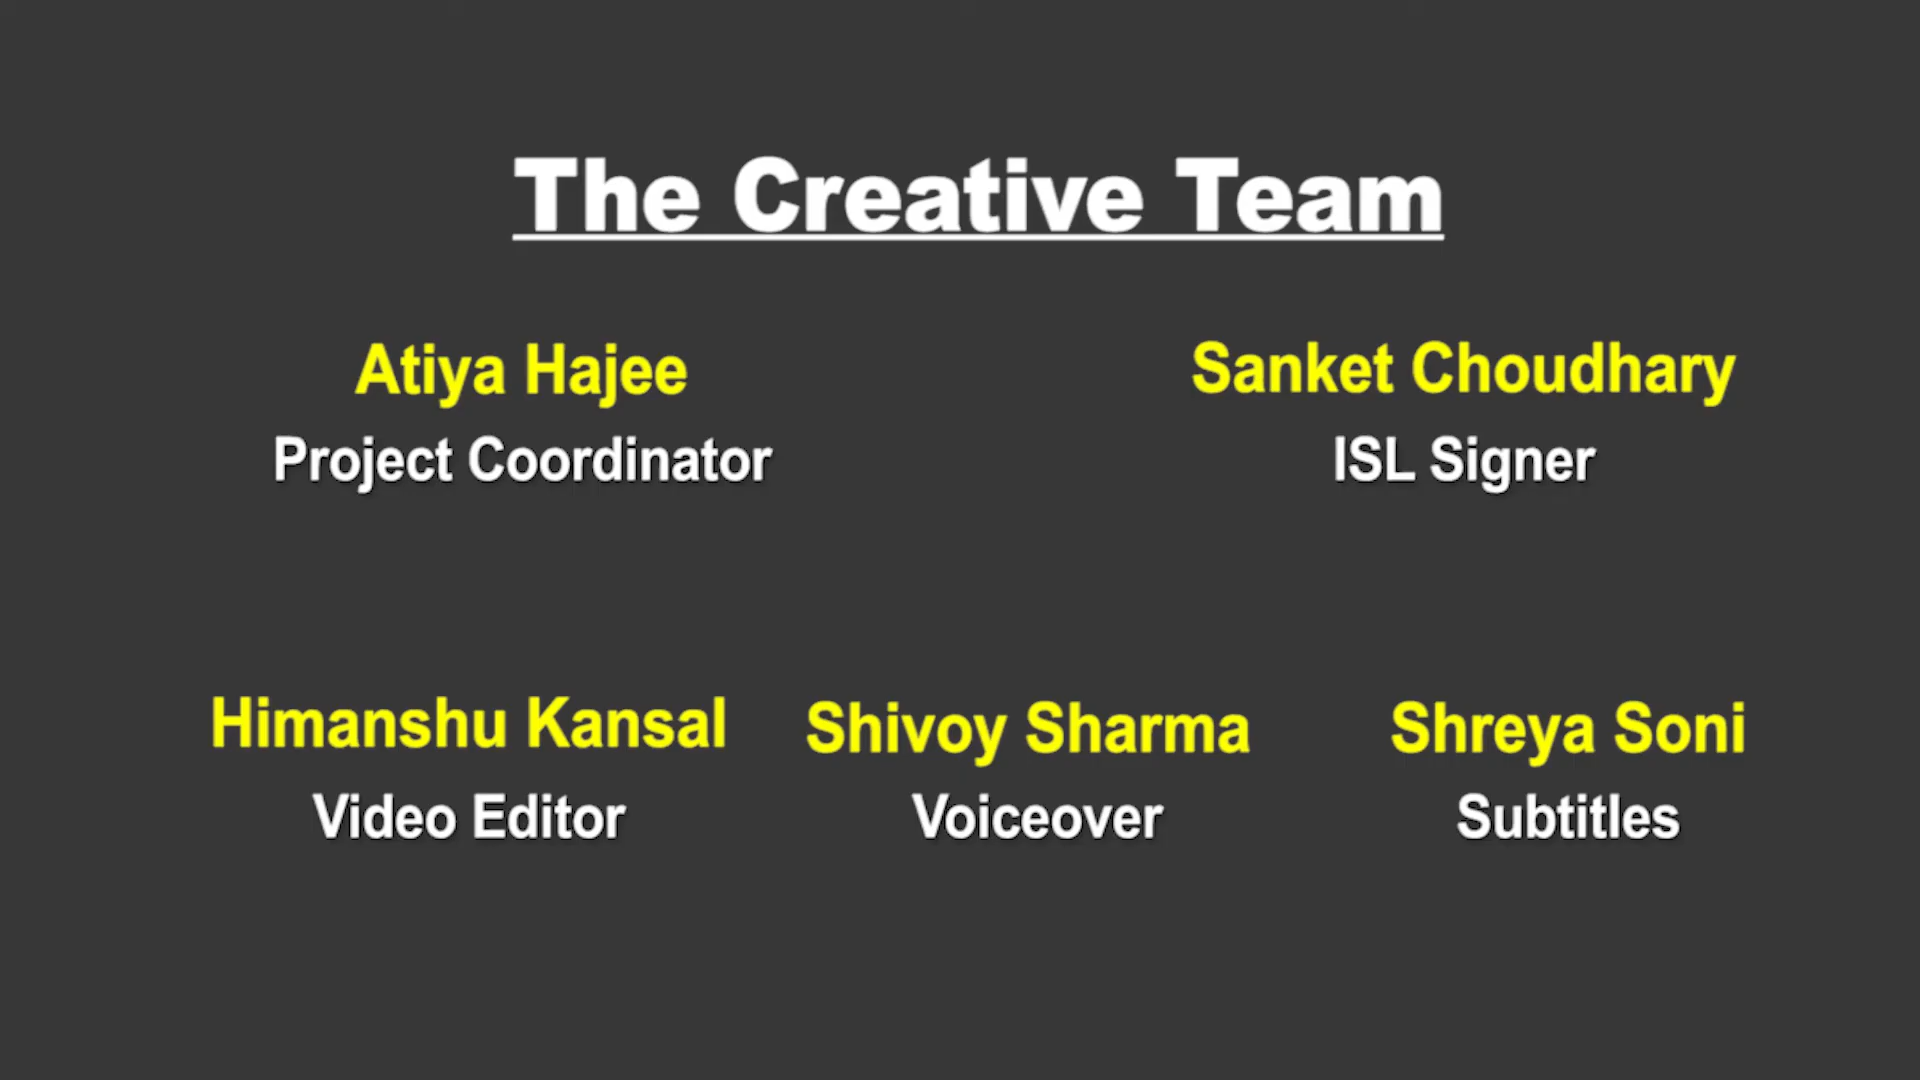 The Creative Team
Atiya Hajee
Project Coordinator
Sanket Choudhary
ISL Signer
Himanshu Kansal
Video Editor
Shivoy Sharma
Voiceover
Shreya Soni
Subtitles